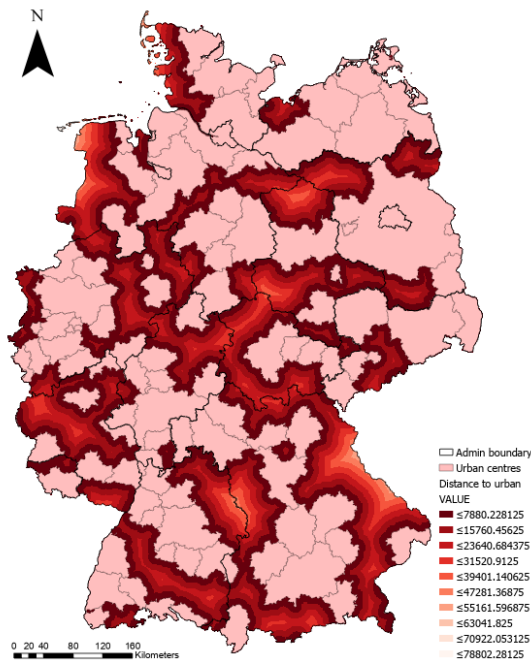 N
Admin boundary
Urban centres
Distance to urban
VALUE
≤7880.228125
≤15760.45625
≤23640.684375
≤31520.9125
≤39401.140625
≤47281.36875
≤55161.596875
≤63041.825
≤70922.053125
≤78802.28125
0 20 40 80 120 160
Kilometers